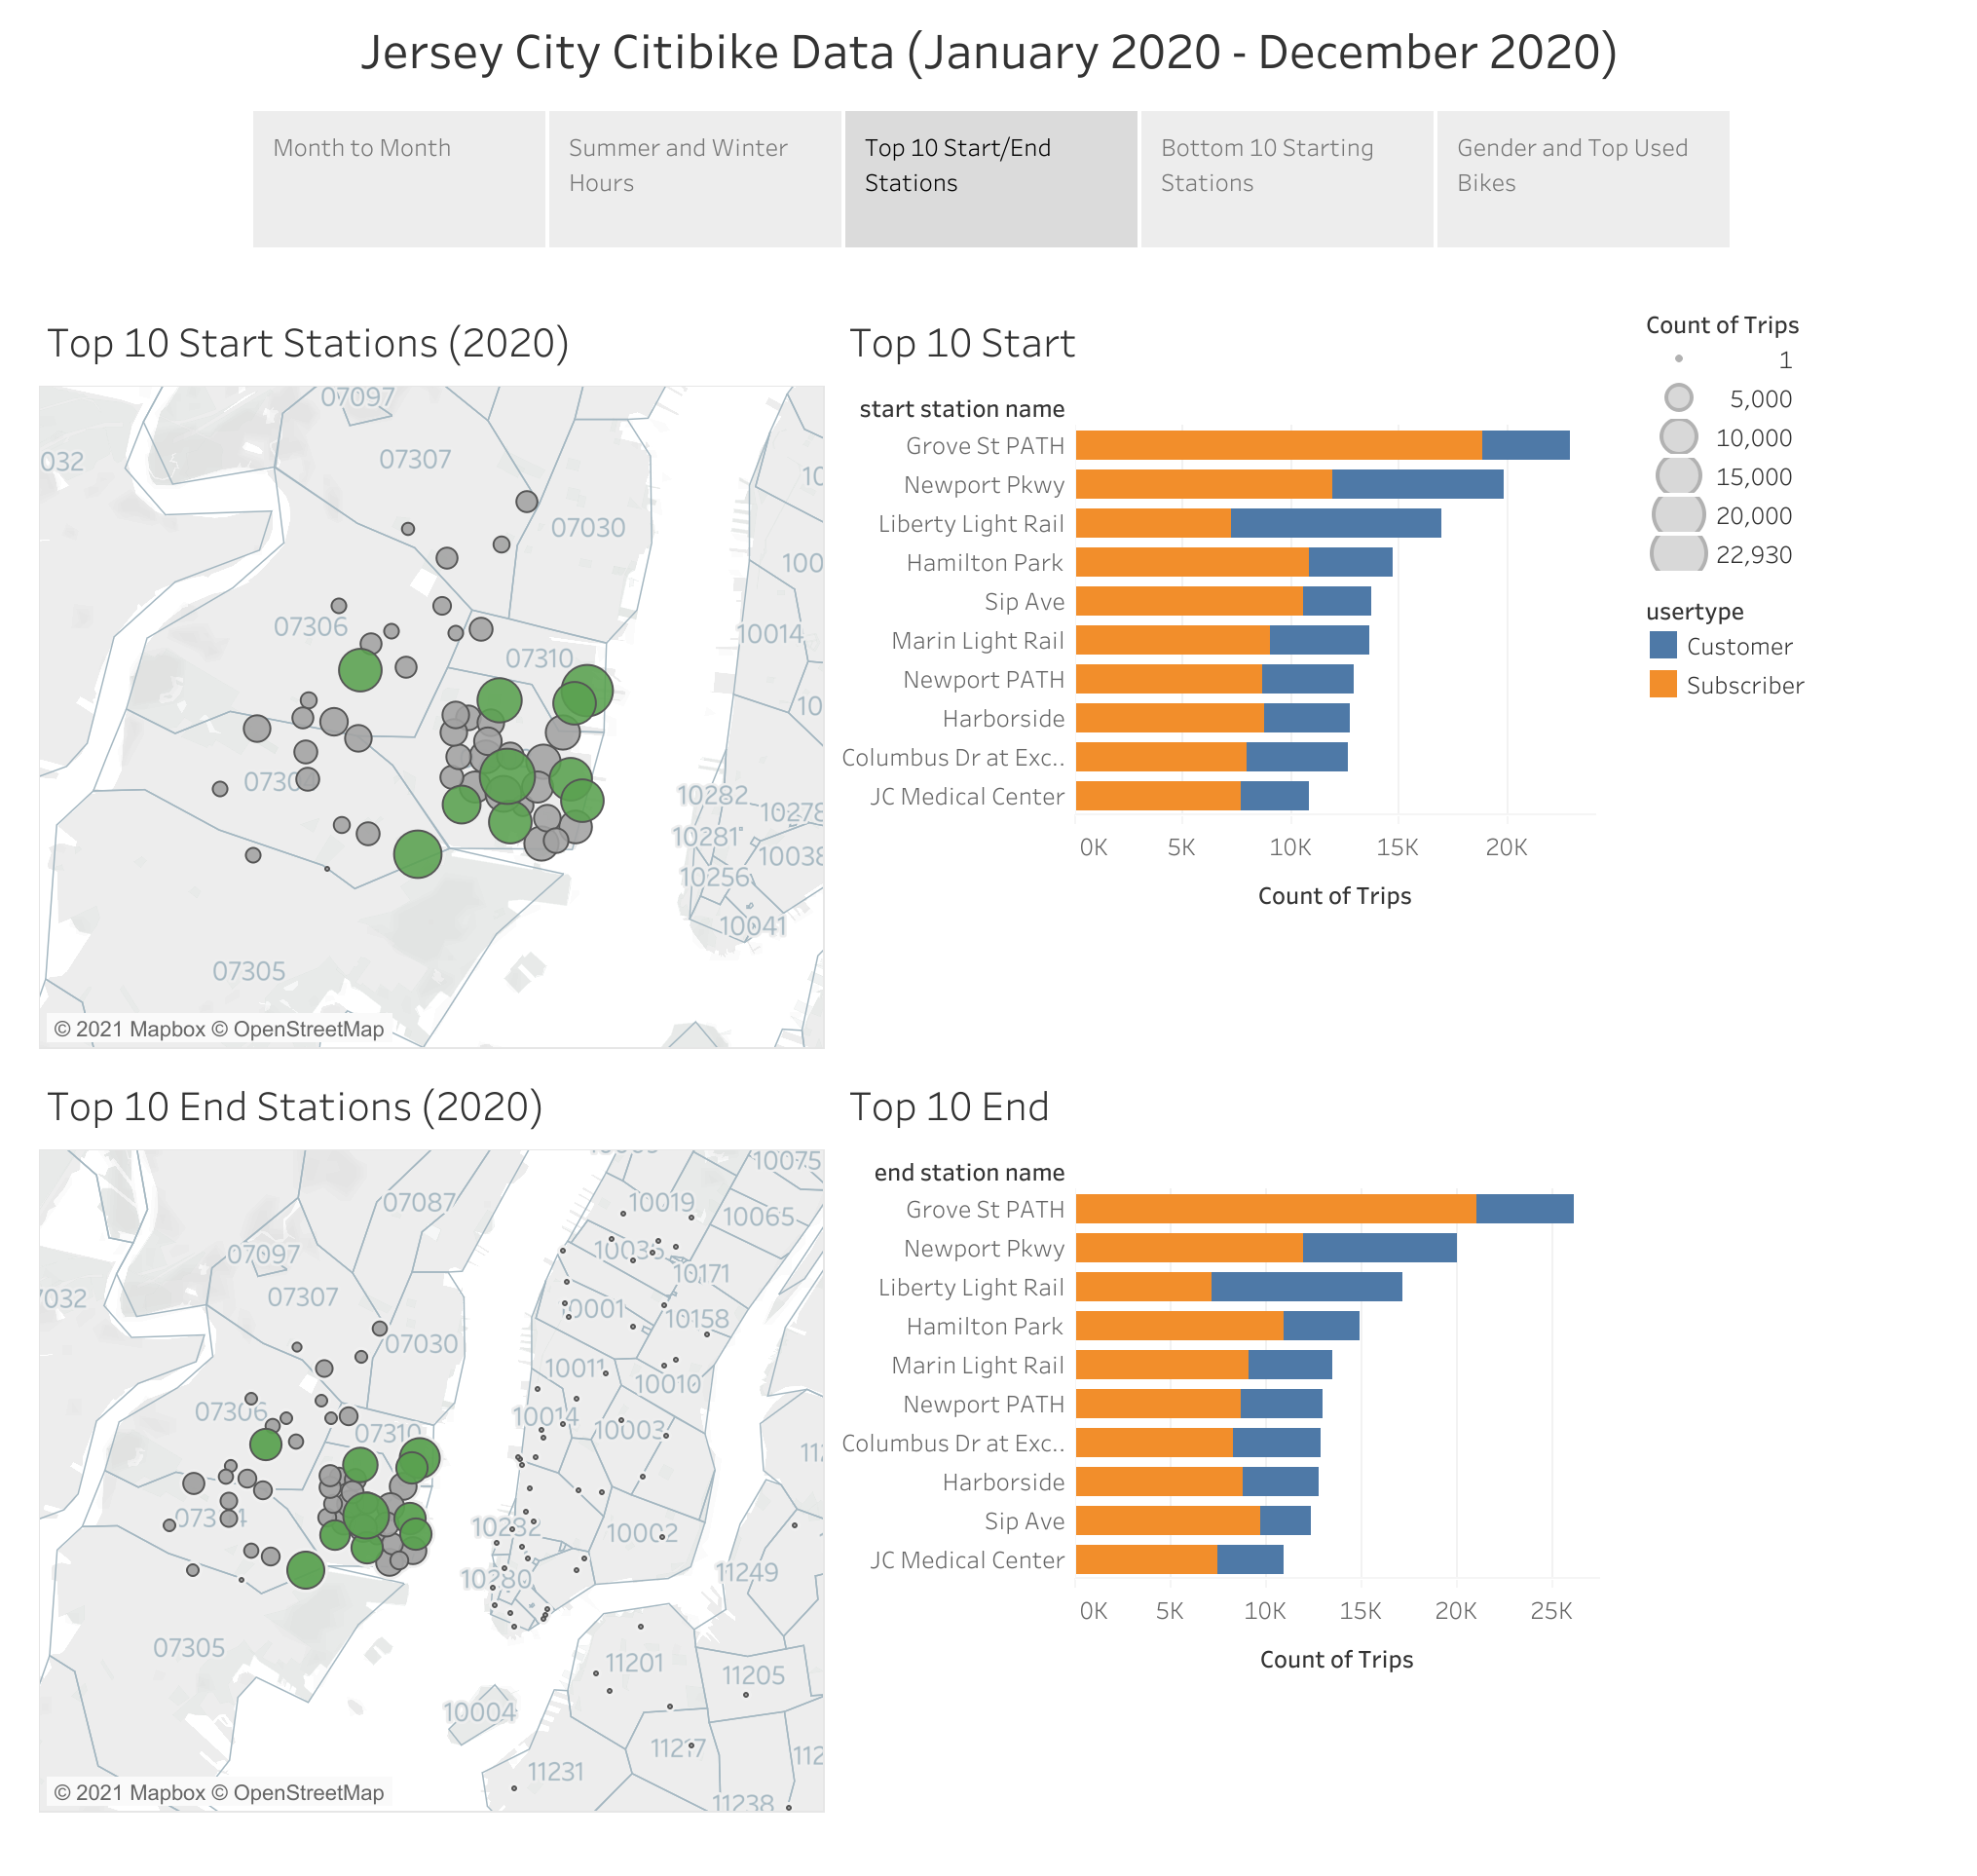 Jersey City Citibike Data (January 2020 - December 2020)
Month to Month
Summer and Winter
Hours
Top 10 Start/End
Stations
Bottom 10 Starting
Stations
Gender and Top Used
Bikes
Top 10 Start Stations (2020)
07097
032
07307
07030
07306
07310
10014
10282
10278
10281
10038
10256
10041
07305
© 2021 Mapbox © OpenStreetMap
Top 10 Start
start station name
Grove St PATH
Newport Pkwy
Liberty Light Rail
Hamilton Park
Sip Ave
Marin Light Rail
Newport PATH
Harborside
Columbus Dr at Exc..
JC Medical Center
0K
5K
10K
15K
20K
Count of Trips
Count of Trips
1
5,000
10,000
15,000
20,000
22,930
usertype
Customer
Subscriber
Top 10 End Stations (2020)
10075
07087
10019
10065
07097
10171
07307
10158
07030
10011
10010
07306
10014
10003
07310
10282
10002
10280
11249
07305
11201
11205
10004
11217
11231
11238
© 2021 Mapbox © OpenStreetMap
Top 10 End
end station name
Grove St PATH
Newport Pkwy
Liberty Light Rail
Hamilton Park
Marin Light Rail
Newport PATH
Columbus Dr at Exc..
Harborside
Sip Ave
JC Medical Center
0K
5K
10K
15K
20K
25K
Count of Trips